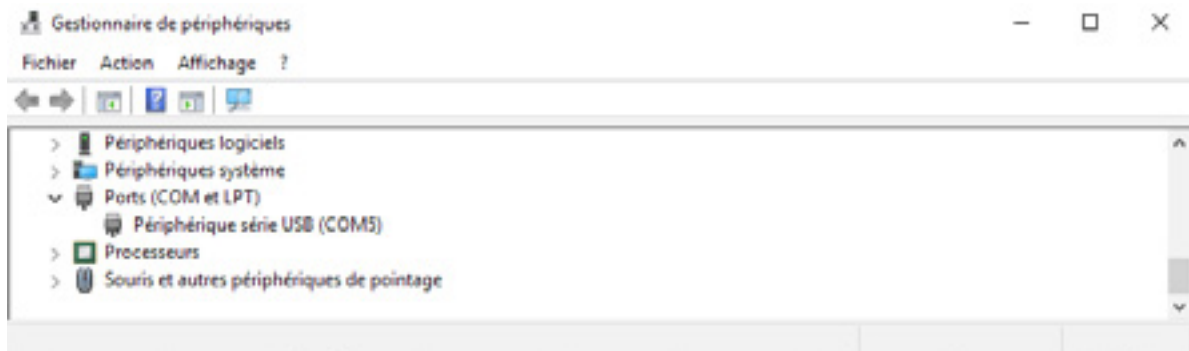 Gestionnaire de périphériques
Fichier Action Affichage ?
Périphériques logiciels
Périphériques système
Ports (COM et LPT)
Périphérique série USB (COM5)
Processeurs
Souris et autres périphériques de pointage